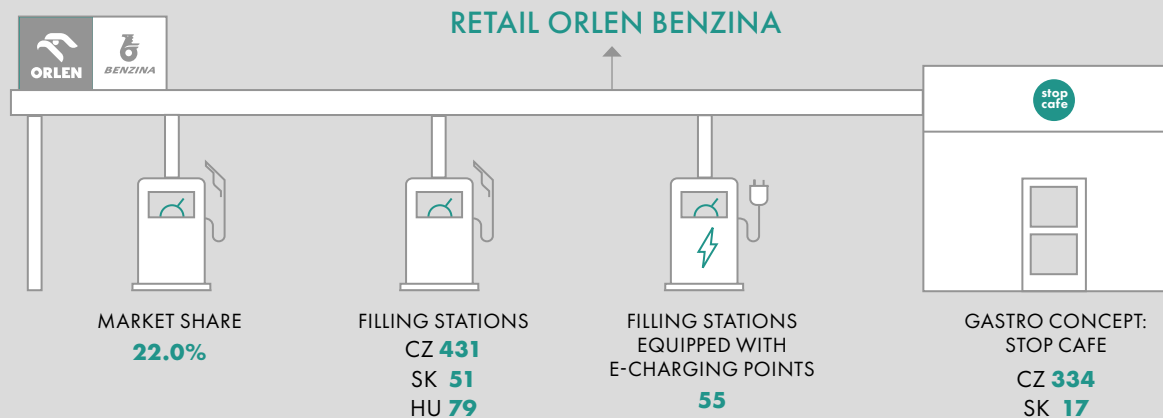 RETAIL ORLEN BENZINA
ORLEN
BENZINA
stop
cafe
MARKET SHARE
22.0%
FILLING STATIONS
CZ 431
SK 51
HU 79
FILLING STATIONS
EQUIPPED WITH
E-CHARGING POINTS
55
GASTRO CONCEPT:
STOP CAFE
CZ 334
SK 17